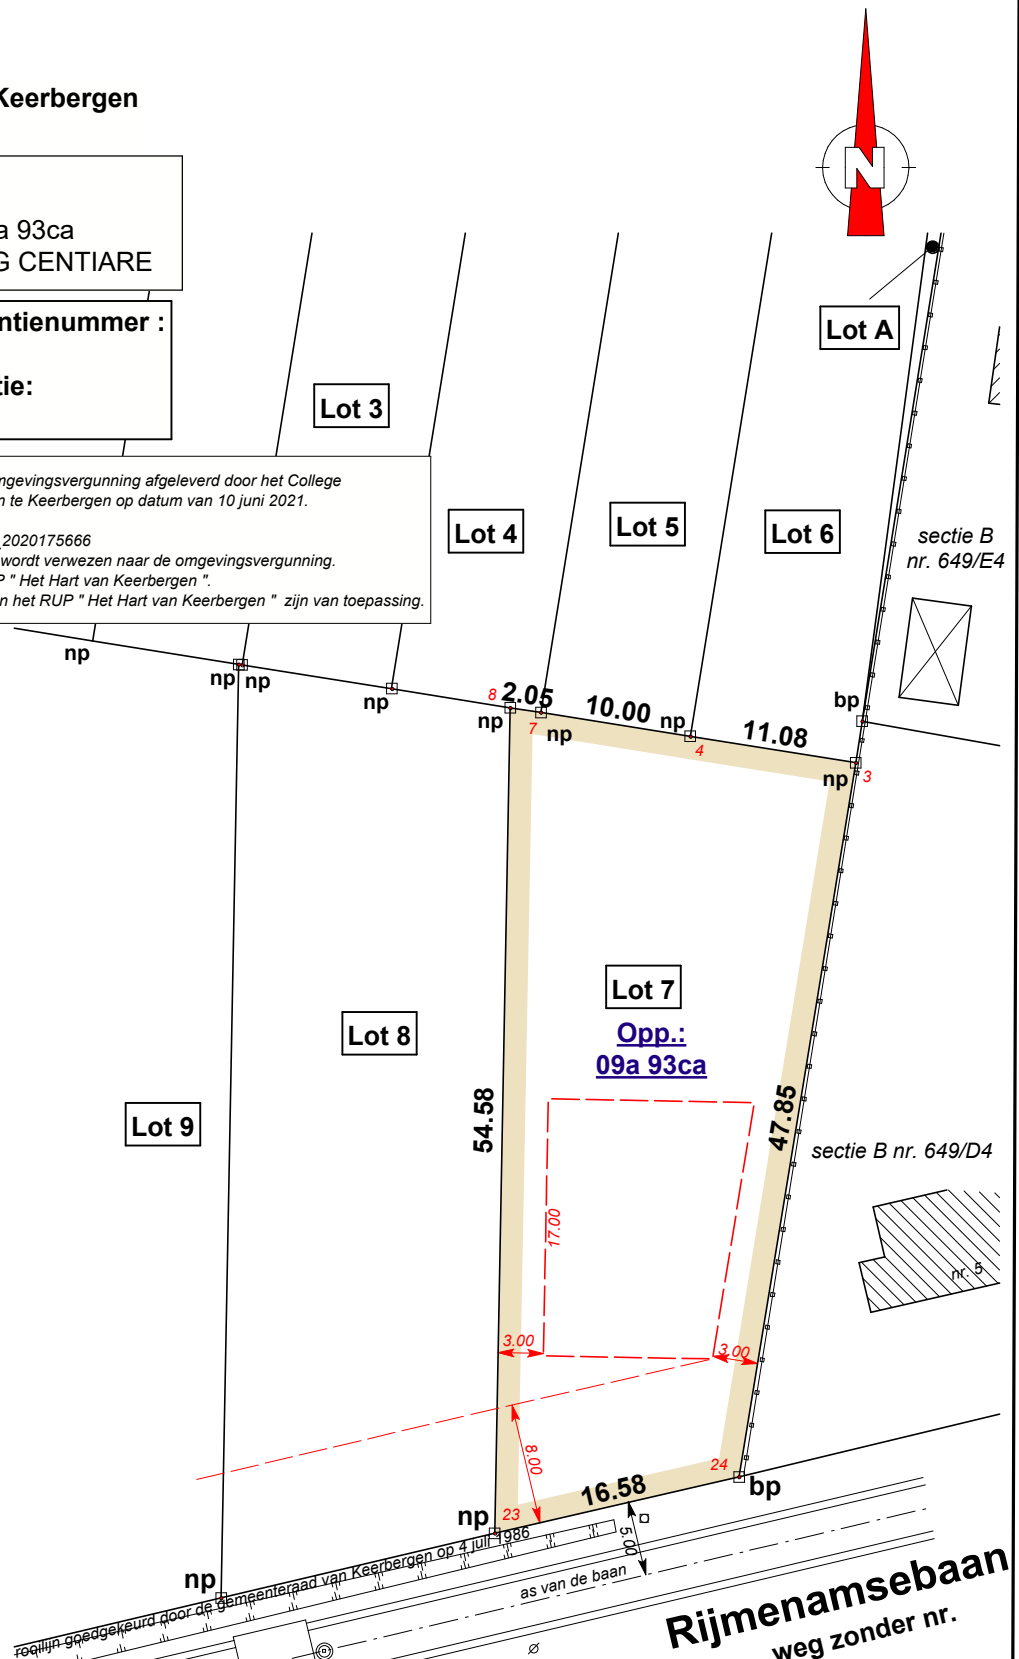 Keerbergen
N
a 93ca
G CENTIARE
ntienummer :
tie:
Lot A
Lot 3
ngevingsvergunning afgeleverd door het College
n te Keerbergen op datum van 10 juni 2021.
_2020175666
wordt verwezen naar de omgevingsvergunning.
P " Het Hart van Keerbergen ".
n het RUP " Het Hart van Keerbergen " zijn van toepassing.
Lot 4
Lot 5
Lot 6
sectie B
nr. 649/E4
np
np
np
np
8
2.05
np
7
np
10.00
np
4
11.08
bp
np
3
Lot 7
Opp.:
09a 93ca
Lot 8
Lot 9
54.58
47.85
sectie B nr. 649/D4
17.00
nr. 5
3.00
3.00
8.00
24
bp
16.58
np
23
5.00
np
rooilijn goedgekeurd door de gemeenteraad van Keerbergen op 4 juli 1986
as van de baan
Rijmenamsebaan
weg zonder nr.